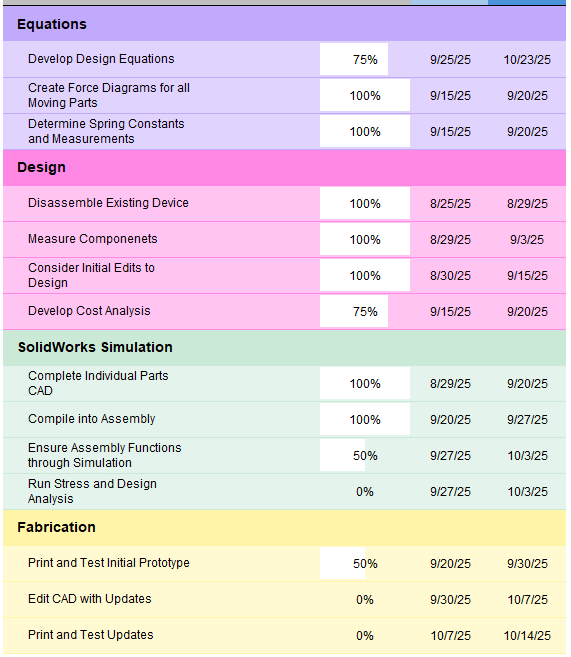 Equations
Develop Design Equations 75% 9/25/25 10/23/25
Create Force Diagrams for all
Moving Parts 100% 9/15/25 9/20/25
Determine Spring Constants
and Measurements 100% 9/15/25 9/20/25
Design
Disassemble Existing Device 100% 8/25/25 8/29/25
Measure Componenets 100% 8/29/25 9/3/25
Consider Initial Edits to
Design 100% 8/30/25 9/15/25
Develop Cost Analysis 75% 9/15/25 9/20/25
SolidWorks Simulation
Complete Individual Parts
CAD 100% 8/29/25 9/20/25
Compile into Assembly 100% 9/20/25 9/27/25
Ensure Assembly Functions
through Simulation 50% 9/27/25 10/3/25
Run Stress and Design
Analysis 0% 9/27/25 10/3/25
Fabrication
Print and Test Initial Prototype 50% 9/20/25 9/30/25
Edit CAD with Updates 0% 9/30/25 10/7/25
Print and Test Updates 0% 10/7/25 10/14/25